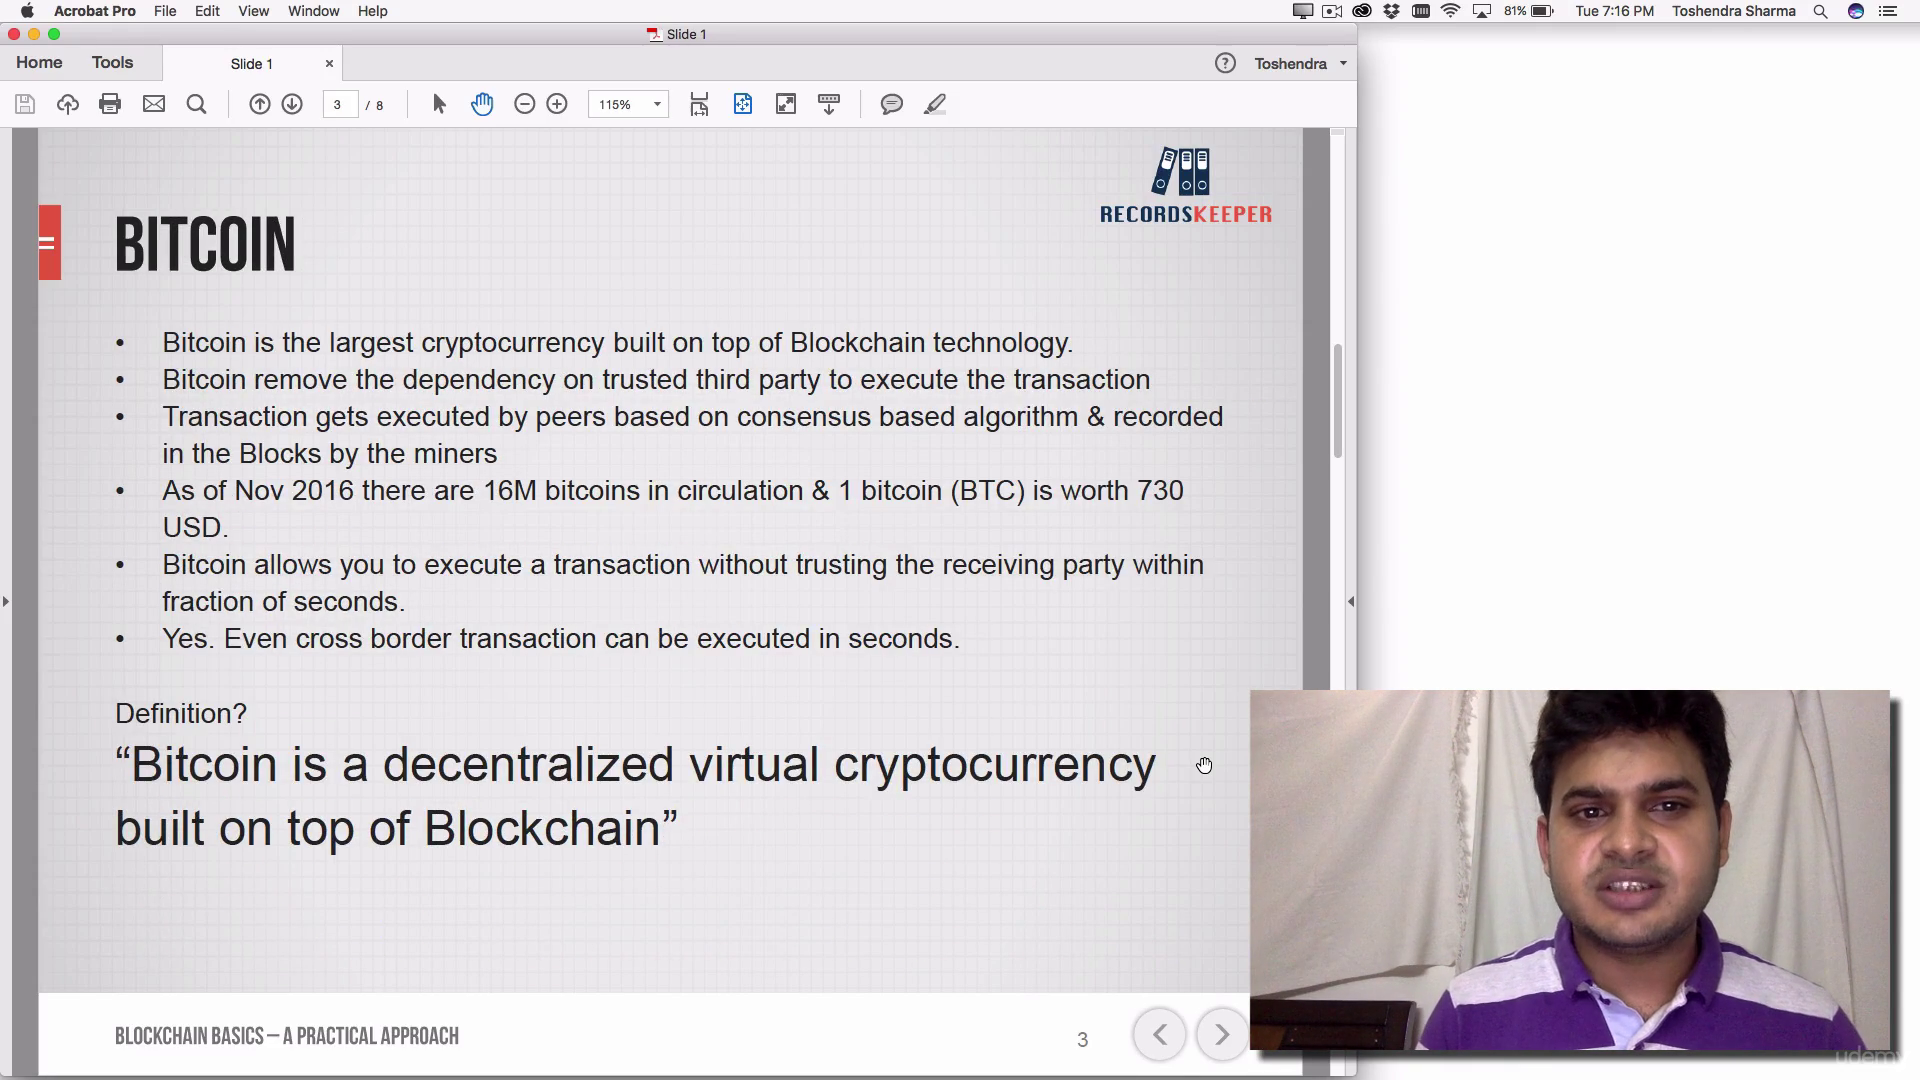 Acrobat Pro File Edit View Window Help 81% Tue 7:16 PM Toshendra Sharma
Slide 1
Home Tools Slide 1 × ? Toshendra
3 / 8 115%
RECORDSKEEPER
BITCOIN
• Bitcoin is the largest cryptocurrency built on top of Blockchain technology.
• Bitcoin remove the dependency on trusted third party to execute the transaction
• Transaction gets executed by peers based on consensus based algorithm & recorded
in the Blocks by the miners
• As of Nov 2016 there are 16M bitcoins in circulation & 1 bitcoin (BTC) is worth 730
USD.
• Bitcoin allows you to execute a transaction without trusting the receiving party within
fraction of seconds.
• Yes. Even cross border transaction can be executed in seconds.
Definition?
“Bitcoin is a decentralized virtual cryptocurrency
built on top of Blockchain”
BLOCKCHAIN BASICS – A PRACTICAL APPROACH
3
udemy